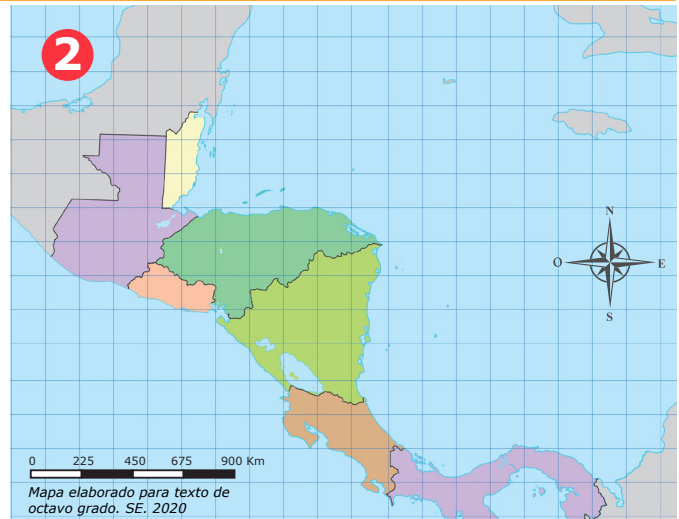 2
N
O E
S
0 225 450 675 900 Km
Mapa elaborado para texto de
octavo grado. SE. 2020